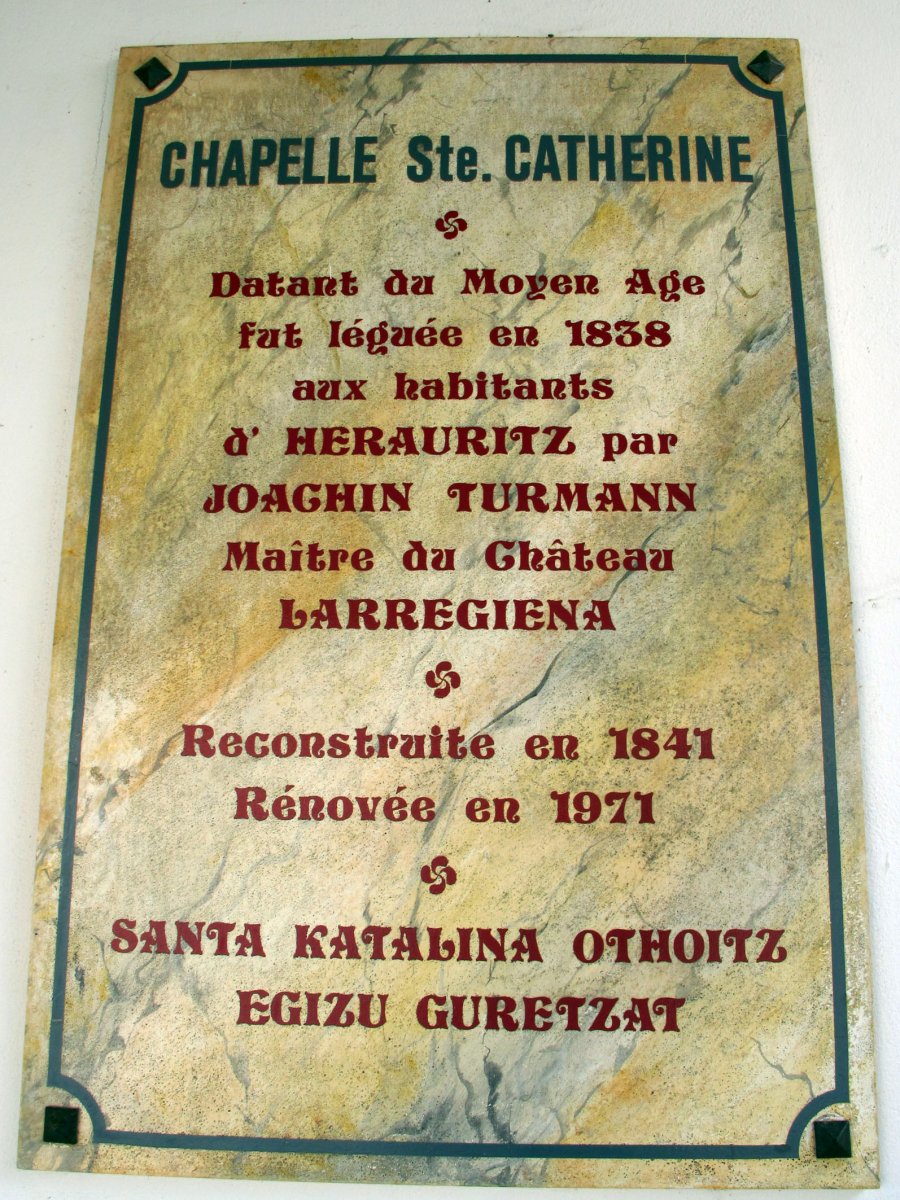 CHAPELLE Ste. CATHERINE
Datant du Moyen Age
fut léguée en 1838
aux habitants
d' HERAURITZ par
JOACHIN TURMANN
Maître du Château
LARREGIENA
Reconstruite en 1841
Rénovée en 1971
SANTA KATALINA OTHOITZ
EGIZU GURETZAT